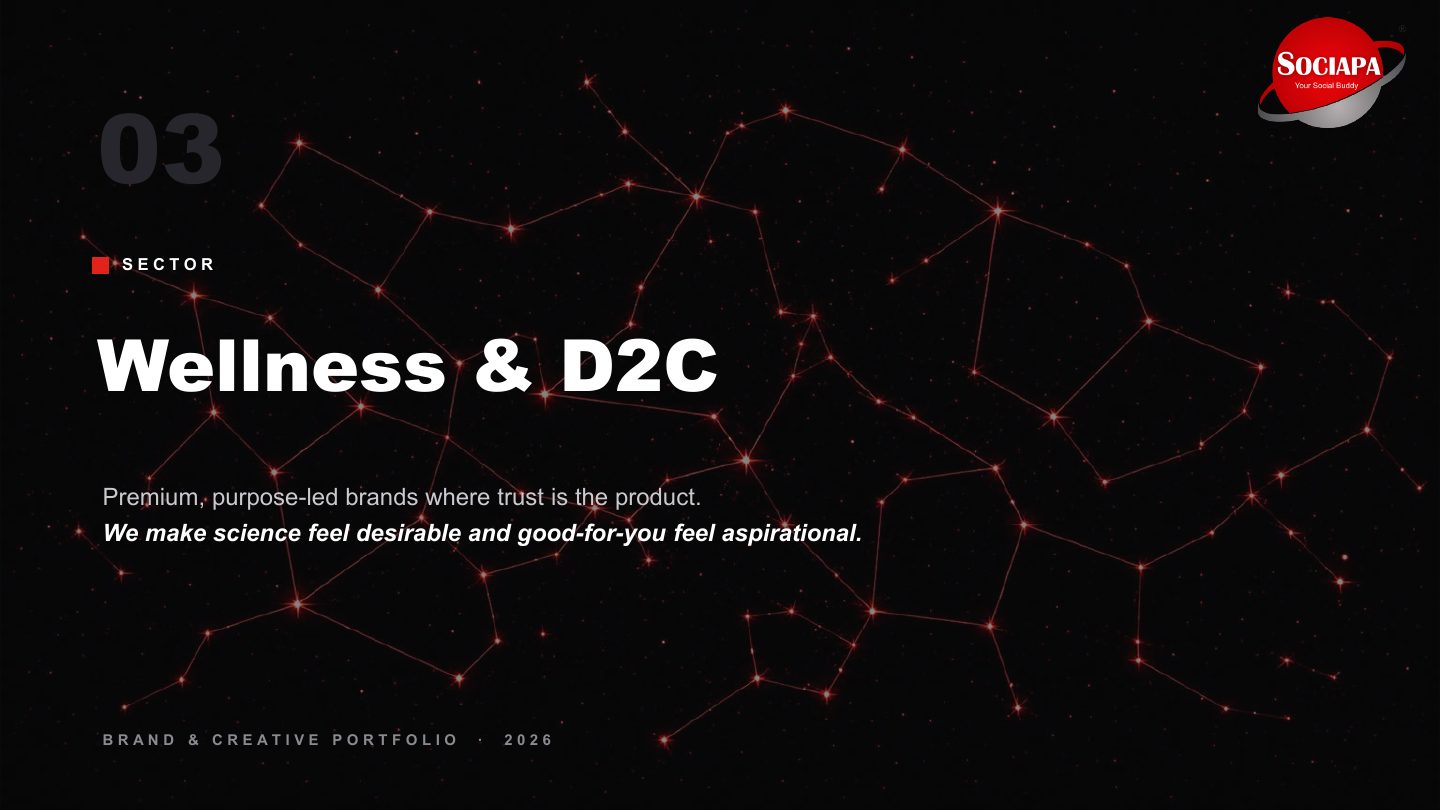 SOCIAPA
®
Your Social Buddy
03
SECTOR
Wellness & D2C
Premium, purpose-led brands where trust is the product.
We make science feel desirable and good-for-you feel aspirational.
BRAND & CREATIVE PORTFOLIO · 2026